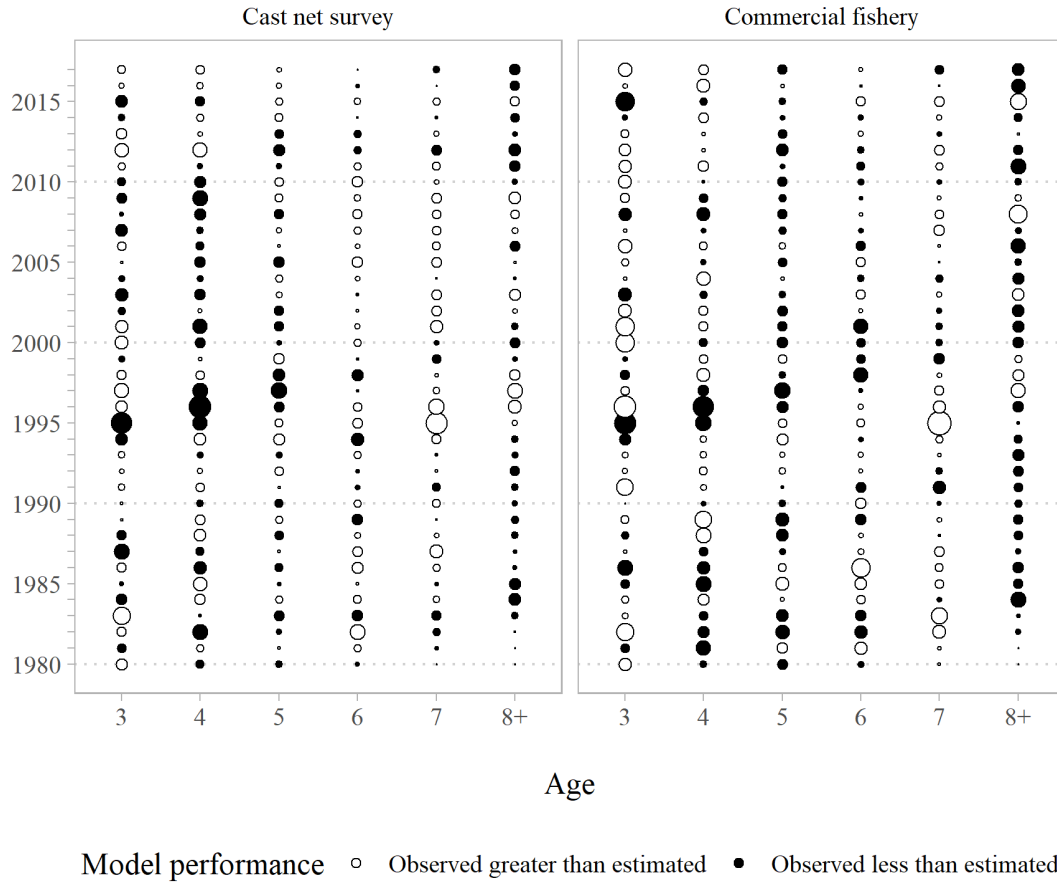 Cast net survey Commercial fishery
2015
2010
2005
2000
1995
1990
1985
1980
3 4 5 6 7 8+ 3 4 5 6 7 8+
Age
Model performance Observed greater than estimated Observed less than estimated